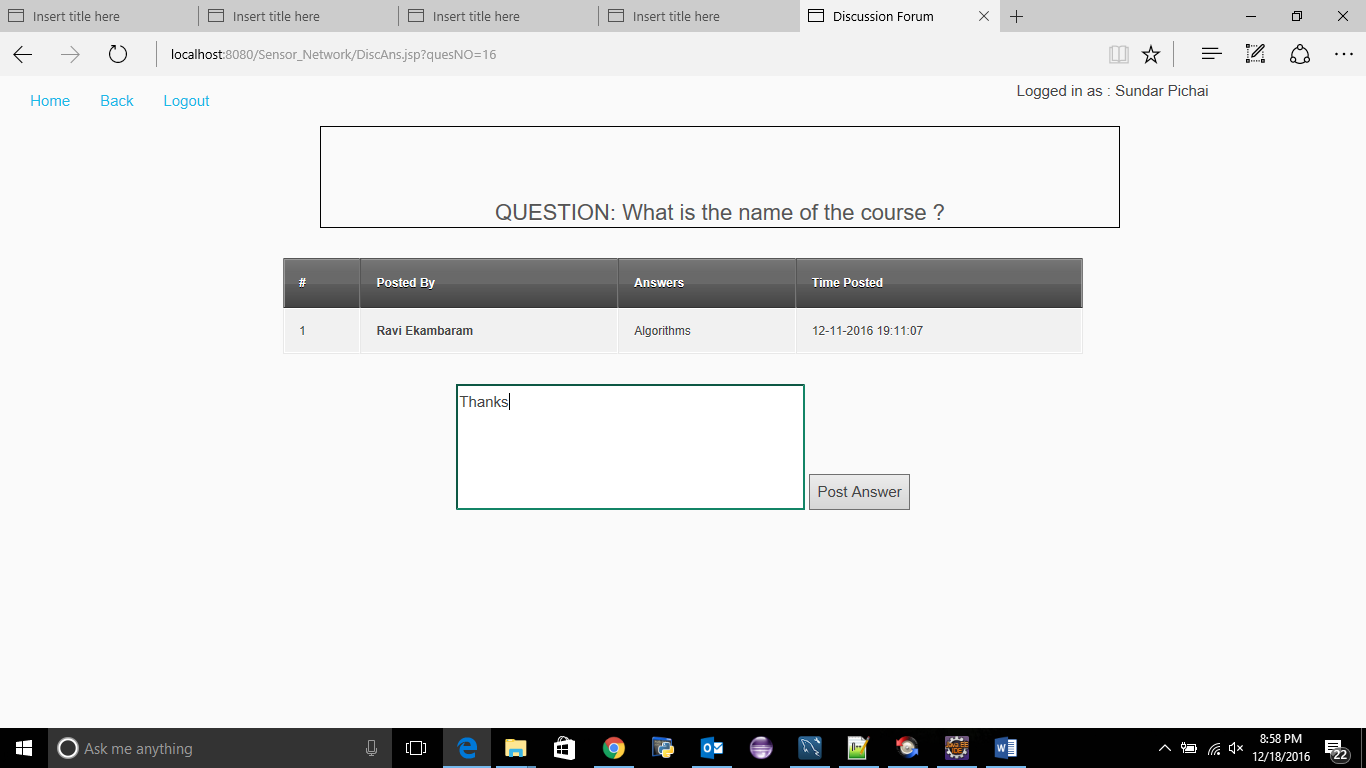 Insert title here
Insert title here
Insert title here
Insert title here
Discussion Forum
localhost:8080/Sensor_Network/DiscAns.jsp?quesNO=16
Home Back Logout
Logged in as : Sundar Pichai
QUESTION: What is the name of the course ?
# Posted By Answers Time Posted
1 Ravi Ekambaram Algorithms 12-11-2016 19:11:07
Thanks
Post Answer
Ask me anything
8:58 PM
12/18/2016
22